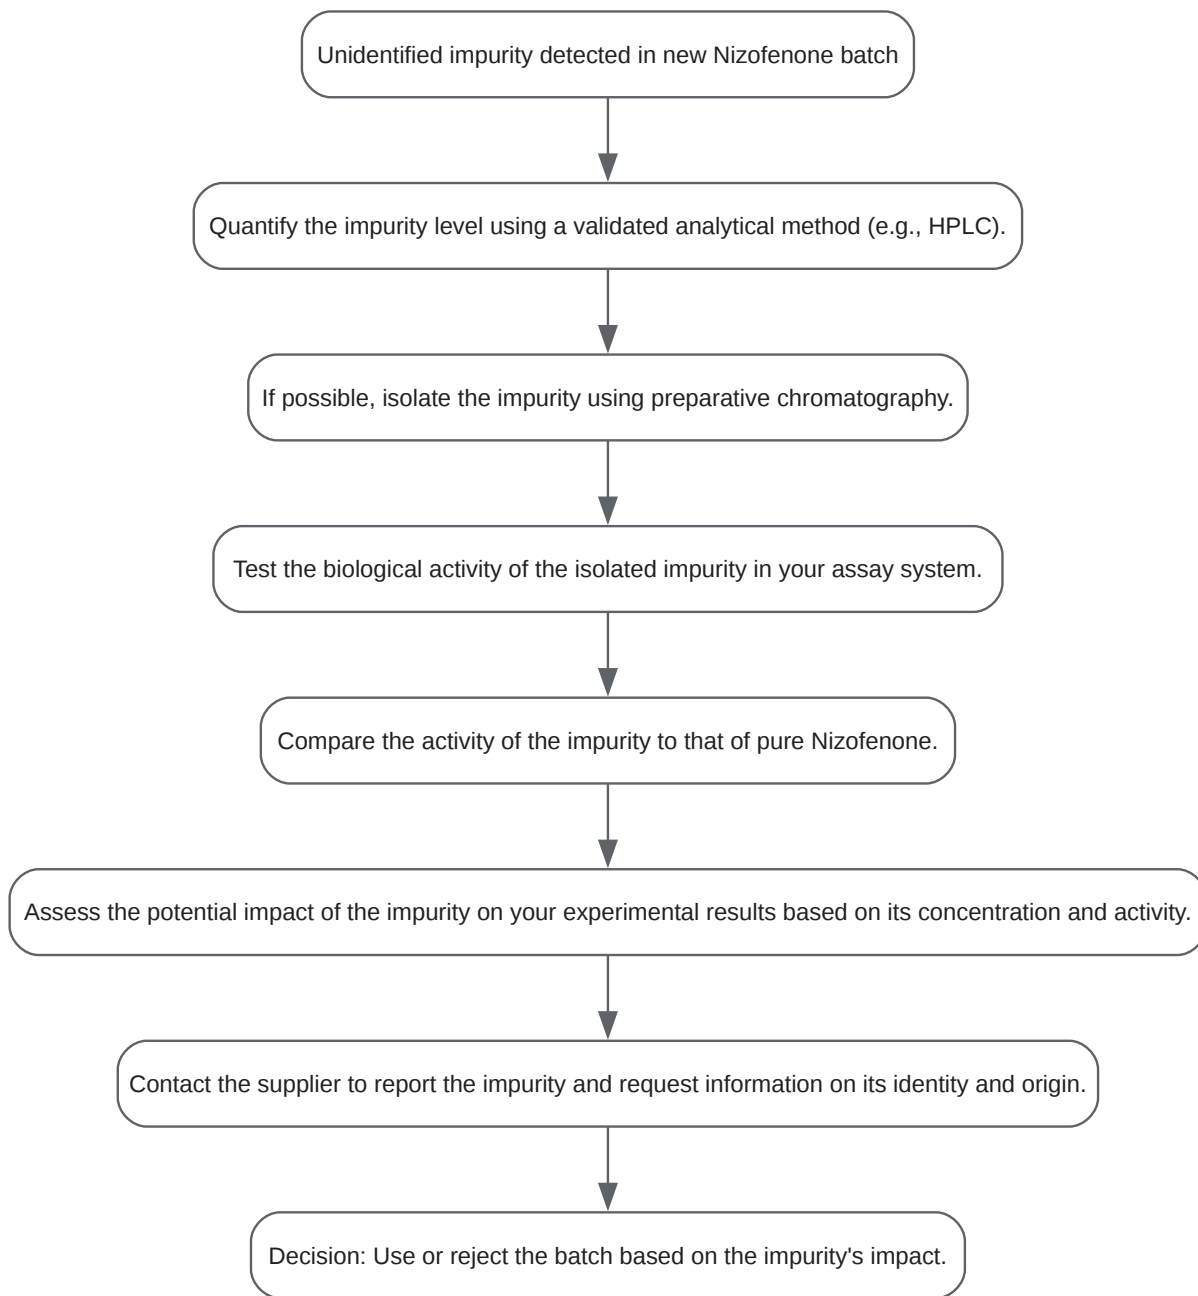 Unidentified impurity detected in new Nizofenone batch
Quantify the impurity level using a validated analytical method (e.g., HPLC).
If possible, isolate the impurity using preparative chromatography.
Test the biological activity of the isolated impurity in your assay system.
Compare the activity of the impurity to that of pure Nizofenone.
Assess the potential impact of the impurity on your experimental results based on its concentration and activity.
Contact the supplier to report the impurity and request information on its identity and origin.
Decision: Use or reject the batch based on the impurity's impact.